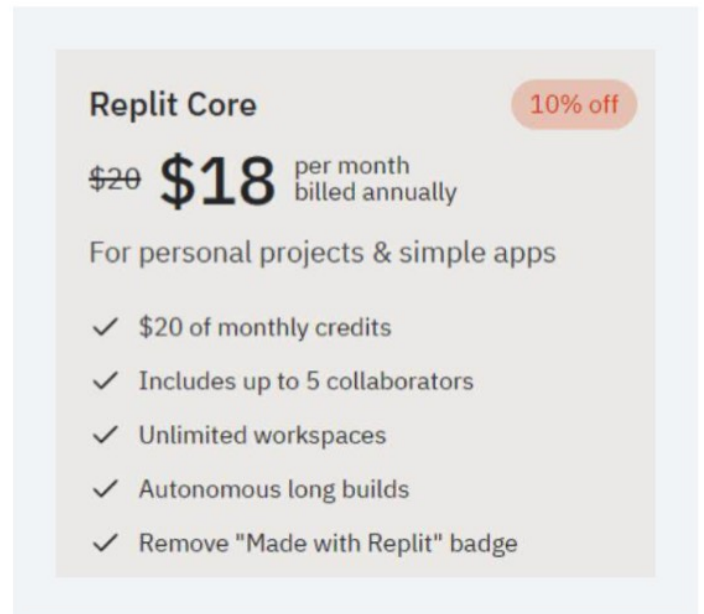 Replit Core
10% off
$20 $18 per month
billed annually
For personal projects & simple apps
✓ $20 of monthly credits
✓ Includes up to 5 collaborators
✓ Unlimited workspaces
✓ Autonomous long builds
✓ Remove "Made with Replit" badge